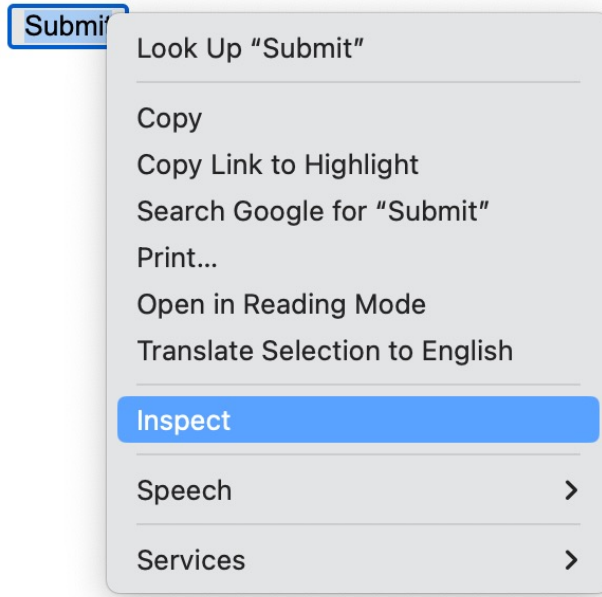 Submit
Look Up “Submit”
Copy
Copy Link to Highlight
Search Google for “Submit”
Print...
Open in Reading Mode
Translate Selection to English
Inspect
Speech
Services